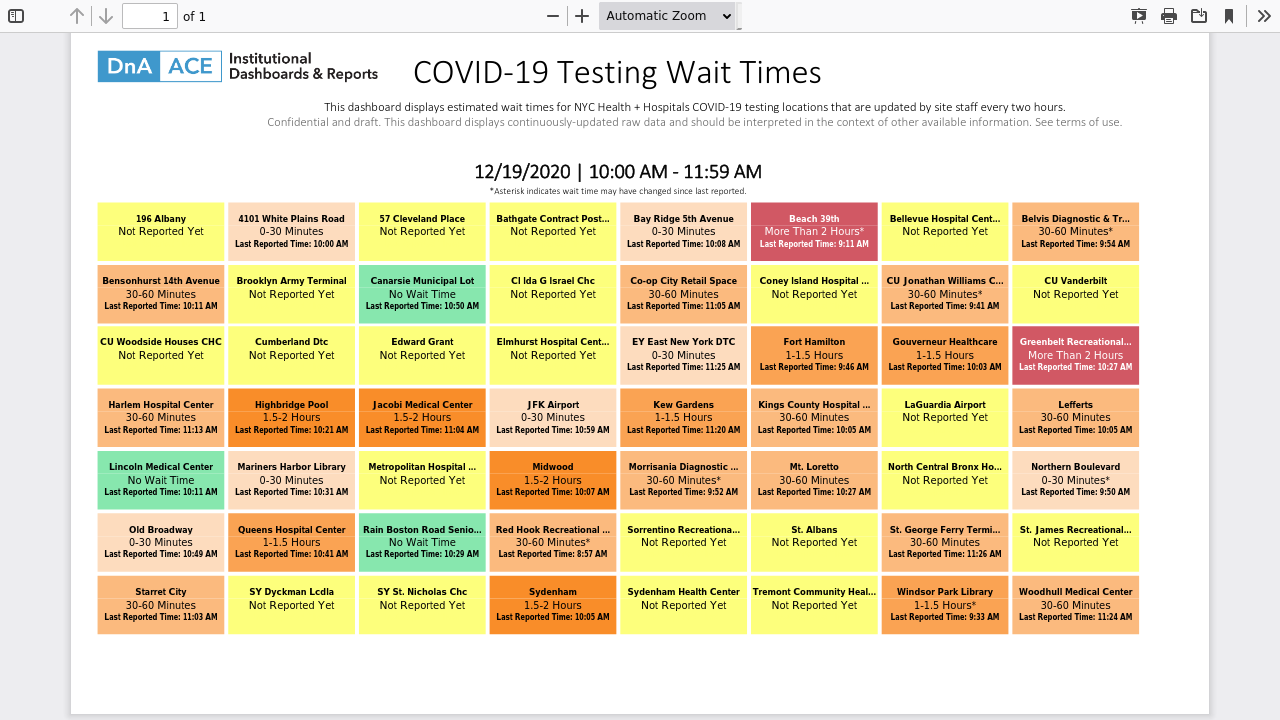 1 of 1 Automatic Zoom
DnA ACE Institutional Dashboards & Reports
COVID-19 Testing Wait Times
This dashboard displays estimated wait times for NYC Health + Hospitals COVID-19 testing locations that are updated by site staff every two hours.
Confidential and draft. This dashboard displays continuously-updated raw data and should be interpreted in the context of other available information. See terms of use.
12/19/2020 | 10:00 AM - 11:59 AM
*Asterisk indicates wait time may have changed since last reported.
196 Albany
Not Reported Yet
4101 White Plains Road
0-30 Minutes
Last Reported Time: 10:00 AM
57 Cleveland Place
Not Reported Yet
Bathgate Contract Post...
Not Reported Yet
Bay Ridge 5th Avenue
0-30 Minutes
Last Reported Time: 10:08 AM
Beach 39th
More Than 2 Hours*
Last Reported Time: 9:11 AM
Bellevue Hospital Cent...
Not Reported Yet
Belvis Diagnostic & Tr...
30-60 Minutes*
Last Reported Time: 9:54 AM
Bensonhurst 14th Avenue
30-60 Minutes
Last Reported Time: 10:11 AM
Brooklyn Army Terminal
Not Reported Yet
Canarsie Municipal Lot
No Wait Time
Last Reported Time: 10:50 AM
Cl Ida G Israel Chc
Not Reported Yet
Co-op City Retail Space
30-60 Minutes
Last Reported Time: 11:05 AM
Coney Island Hospital ...
Not Reported Yet
CU Jonathan Williams C...
30-60 Minutes*
Last Reported Time: 9:41 AM
CU Vanderbilt
Not Reported Yet
CU Woodside Houses CHC
Not Reported Yet
Cumberland Dtc
Not Reported Yet
Edward Grant
Not Reported Yet
Elmhurst Hospital Cent...
Not Reported Yet
EY East New York DTC
0-30 Minutes
Last Reported Time: 11:25 AM
Fort Hamilton
1-1.5 Hours
Last Reported Time: 9:46 AM
Gouverneur Healthcare
1-1.5 Hours
Last Reported Time: 10:03 AM
Greenbelt Recreational...
More Than 2 Hours
Last Reported Time: 10:27 AM
Harlem Hospital Center
30-60 Minutes
Last Reported Time: 11:13 AM
Highbridge Pool
1.5-2 Hours
Last Reported Time: 10:21 AM
Jacobi Medical Center
1.5-2 Hours
Last Reported Time: 11:04 AM
JFK Airport
0-30 Minutes
Last Reported Time: 10:59 AM
Kew Gardens
1-1.5 Hours
Last Reported Time: 11:20 AM
Kings County Hospital ...
30-60 Minutes
Last Reported Time: 10:05 AM
LaGuardia Airport
Not Reported Yet
Lefferts
30-60 Minutes
Last Reported Time: 10:05 AM
Lincoln Medical Center
No Wait Time
Last Reported Time: 10:11 AM
Mariners Harbor Library
0-30 Minutes
Last Reported Time: 10:31 AM
Metropolitan Hospital ...
Not Reported Yet
Midwood
1.5-2 Hours
Last Reported Time: 10:07 AM
Morrisania Diagnostic ...
30-60 Minutes*
Last Reported Time: 9:52 AM
Mt. Loretto
30-60 Minutes
Last Reported Time: 10:27 AM
North Central Bronx Ho...
Not Reported Yet
Northern Boulevard
0-30 Minutes*
Last Reported Time: 9:50 AM
Old Broadway
0-30 Minutes
Last Reported Time: 10:49 AM
Queens Hospital Center
1-1.5 Hours
Last Reported Time: 10:41 AM
Rain Boston Road Senio...
No Wait Time
Last Reported Time: 10:29 AM
Red Hook Recreational ...
30-60 Minutes*
Last Reported Time: 8:57 AM
Sorrentino Recreationa...
Not Reported Yet
St. Albans
Not Reported Yet
St. George Ferry Termi...
30-60 Minutes
Last Reported Time: 11:26 AM
St. James Recreational...
Not Reported Yet
Starret City
30-60 Minutes
Last Reported Time: 11:03 AM
SY Dyckman Lcdla
Not Reported Yet
SY St. Nicholas Chc
Not Reported Yet
Sydenham
1.5-2 Hours
Last Reported Time: 10:05 AM
Sydenham Health Center
Not Reported Yet
Tremont Community Heal...
Not Reported Yet
Windsor Park Library
1-1.5 Hours*
Last Reported Time: 9:33 AM
Woodhull Medical Center
30-60 Minutes
Last Reported Time: 11:24 AM